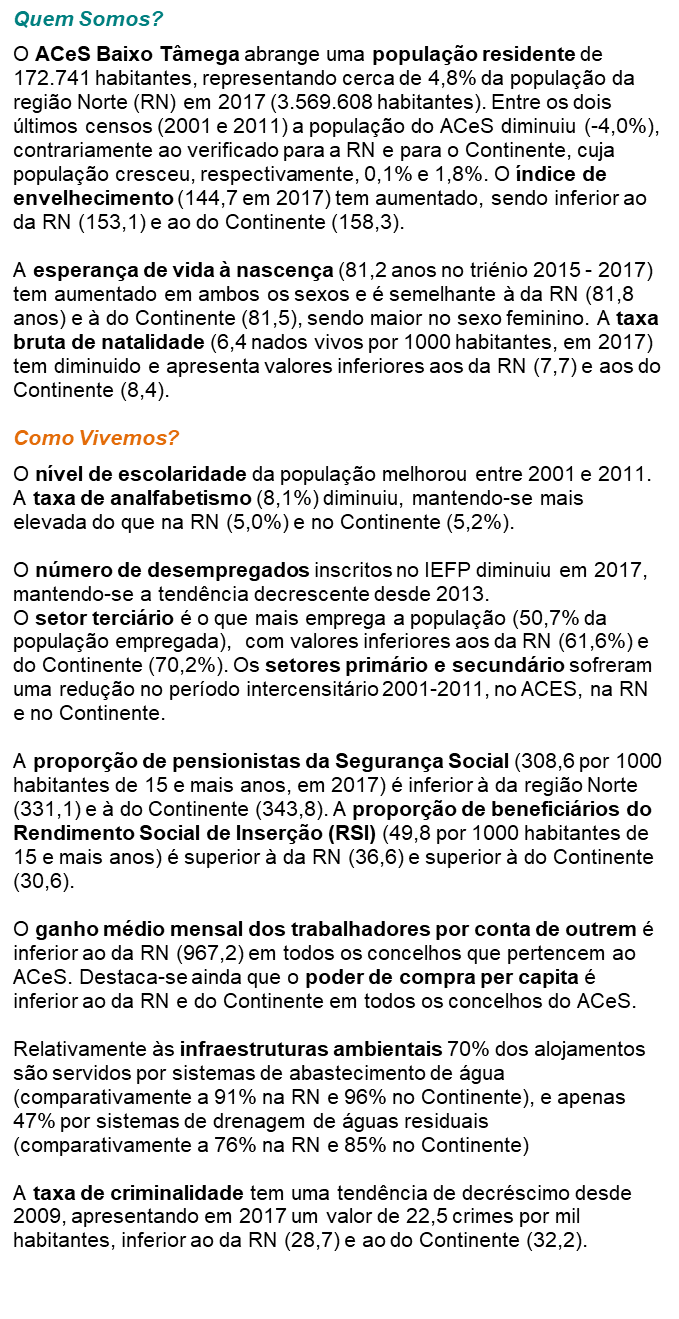 Quem Somos?
O ACeS Baixo Tâmega abrange uma população residente de
172.741 habitantes, representando cerca de 4,8% da população da
região Norte (RN) em 2017 (3.569.608 habitantes). Entre os dois
últimos censos (2001 e 2011) a população do ACeS diminuiu (-4,0%),
contrariamente ao verificado para a RN e para o Continente, cuja
população cresceu, respectivamente, 0,1% e 1,8%. O índice de
envelhecimento (144,7 em 2017) tem aumentado, sendo inferior ao
da RN (153,1) e ao do Continente (158,3).
A esperança de vida à nascença (81,2 anos no triénio 2015 - 2017)
tem aumentado em ambos os sexos e é semelhante à da RN (81,8
anos) e à do Continente (81,5), sendo maior no sexo feminino. A taxa
bruta de natalidade (6,4 nados vivos por 1000 habitantes, em 2017)
tem diminuido e apresenta valores inferiores aos da RN (7,7) e aos do
Continente (8,4).
Como Vivemos?
O nível de escolaridade da população melhorou entre 2001 e 2011.
A taxa de analfabetismo (8,1%) diminuiu, mantendo-se mais
elevada do que na RN (5,0%) e no Continente (5,2%).
O número de desempregados inscritos no IEFP diminuiu em 2017,
mantendo-se a tendência decrescente desde 2013.
O setor terciário é o que mais emprega a população (50,7% da
população empregada), com valores inferiores aos da RN (61,6%) e
do Continente (70,2%). Os setores primário e secundário sofreram
uma redução no período intercensitário 2001-2011, no ACES, na RN
e no Continente.
A proporção de pensionistas da Segurança Social (308,6 por 1000
habitantes de 15 e mais anos, em 2017) é inferior à da região Norte
(331,1) e à do Continente (343,8). A proporção de beneficiários do
Rendimento Social de Inserção (RSI) (49,8 por 1000 habitantes de
15 e mais anos) é superior à da RN (36,6) e superior à do Continente
(30,6).
O ganho médio mensal dos trabalhadores por conta de outrem é
inferior ao da RN (967,2) em todos os concelhos que pertencem ao
ACeS. Destaca-se ainda que o poder de compra per capita é
inferior ao da RN e do Continente em todos os concelhos do ACeS.
Relativamente às infraestruturas ambientais 70% dos alojamentos
são servidos por sistemas de abastecimento de água
(comparativamente a 91% na RN e 96% no Continente), e apenas
47% por sistemas de drenagem de águas residuais
(comparativamente a 76% na RN e 85% no Continente)
A taxa de criminalidade tem uma tendência de decréscimo desde
2009, apresentando em 2017 um valor de 22,5 crimes por mil
habitantes, inferior ao da RN (28,7) e ao do Continente (32,2).